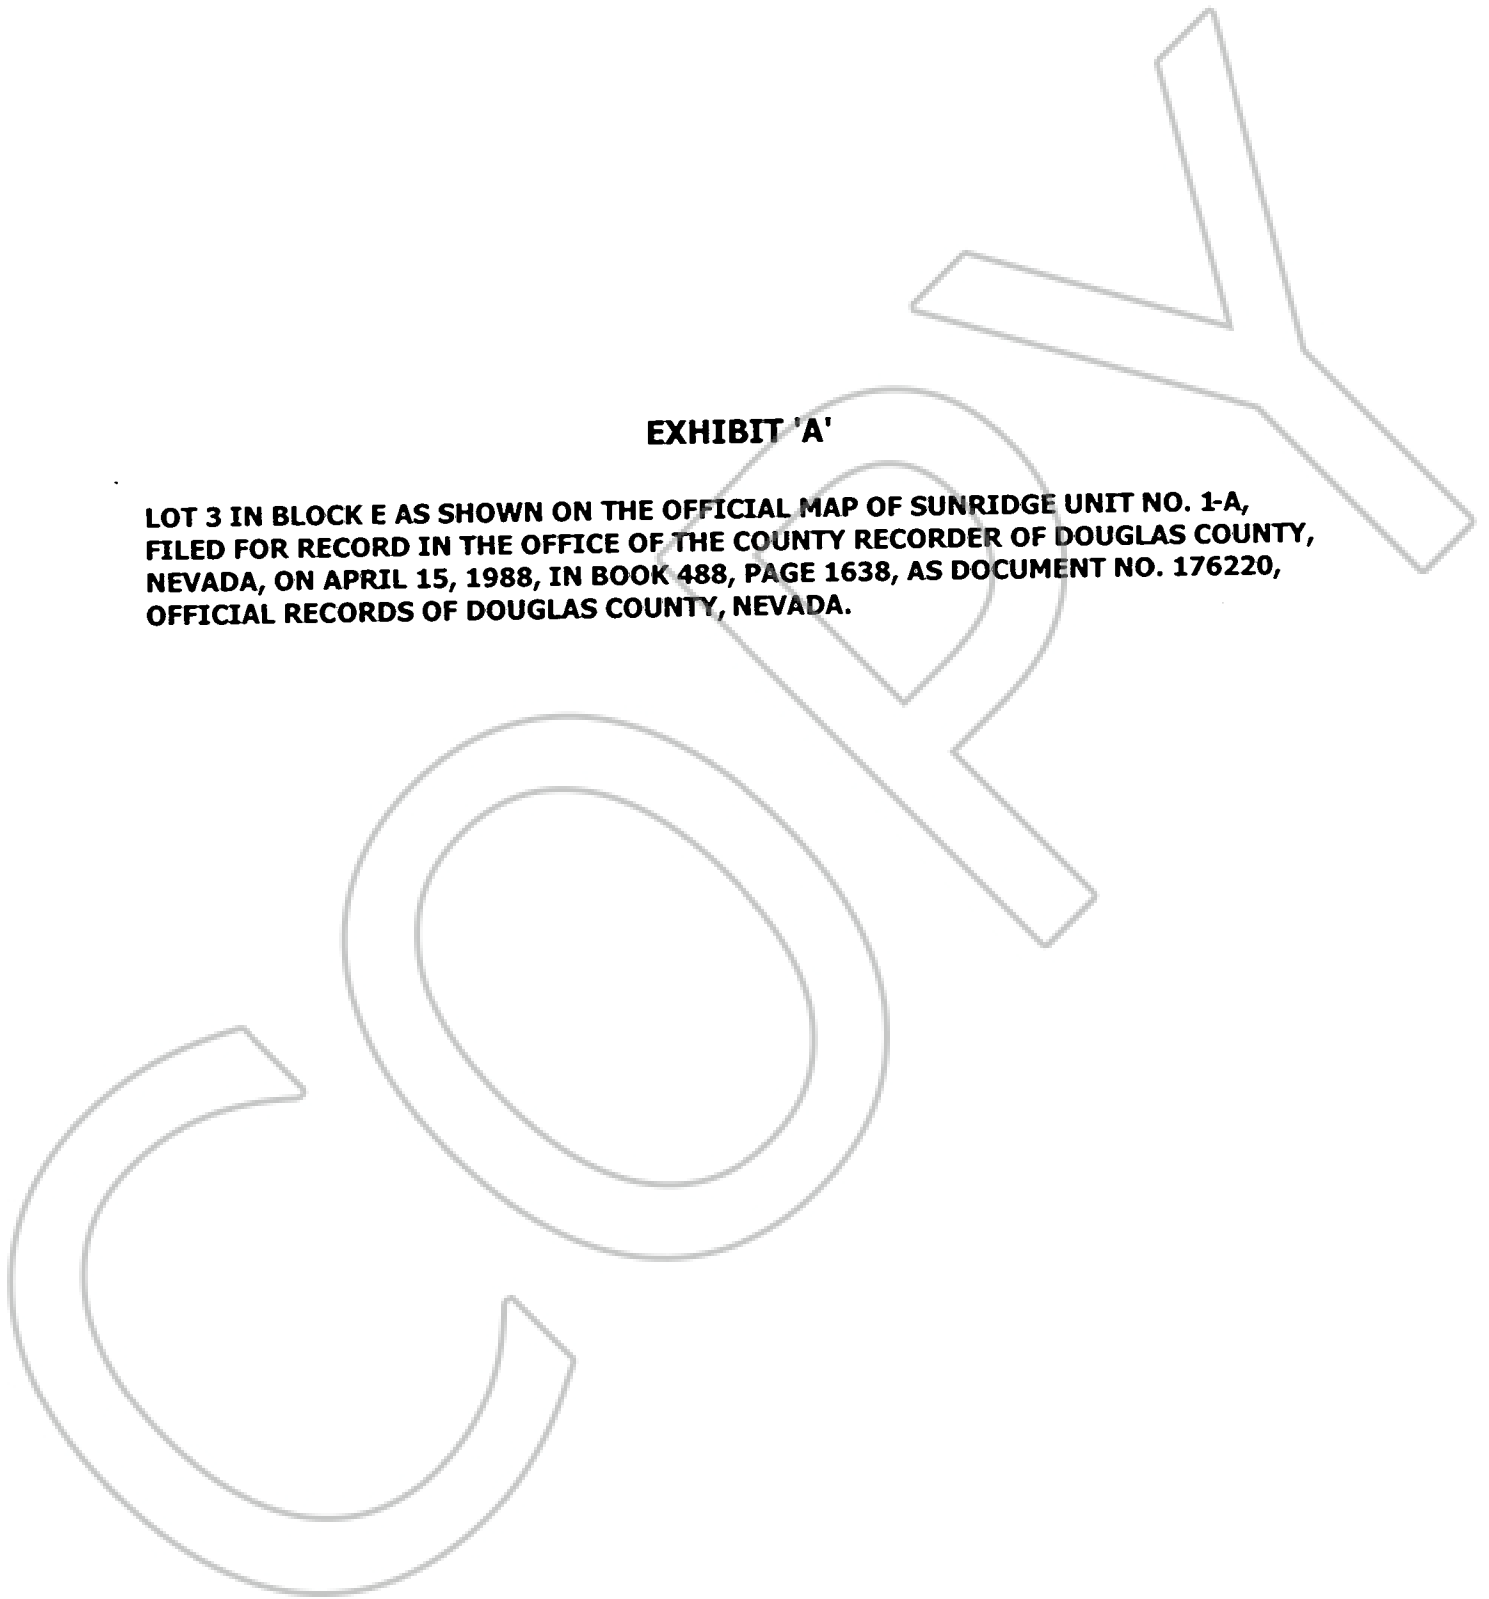 EXHIBIT 'A'
LOT 3 IN BLOCK E AS SHOWN ON THE OFFICIAL MAP OF SUNRIDGE UNIT NO. 1-A,
FILED FOR RECORD IN THE OFFICE OF THE COUNTY RECORDER OF DOUGLAS COUNTY,
NEVADA, ON APRIL 15, 1988, IN BOOK 488, PAGE 1638, AS DOCUMENT NO. 176220,
OFFICIAL RECORDS OF DOUGLAS COUNTY, NEVADA.
COPY